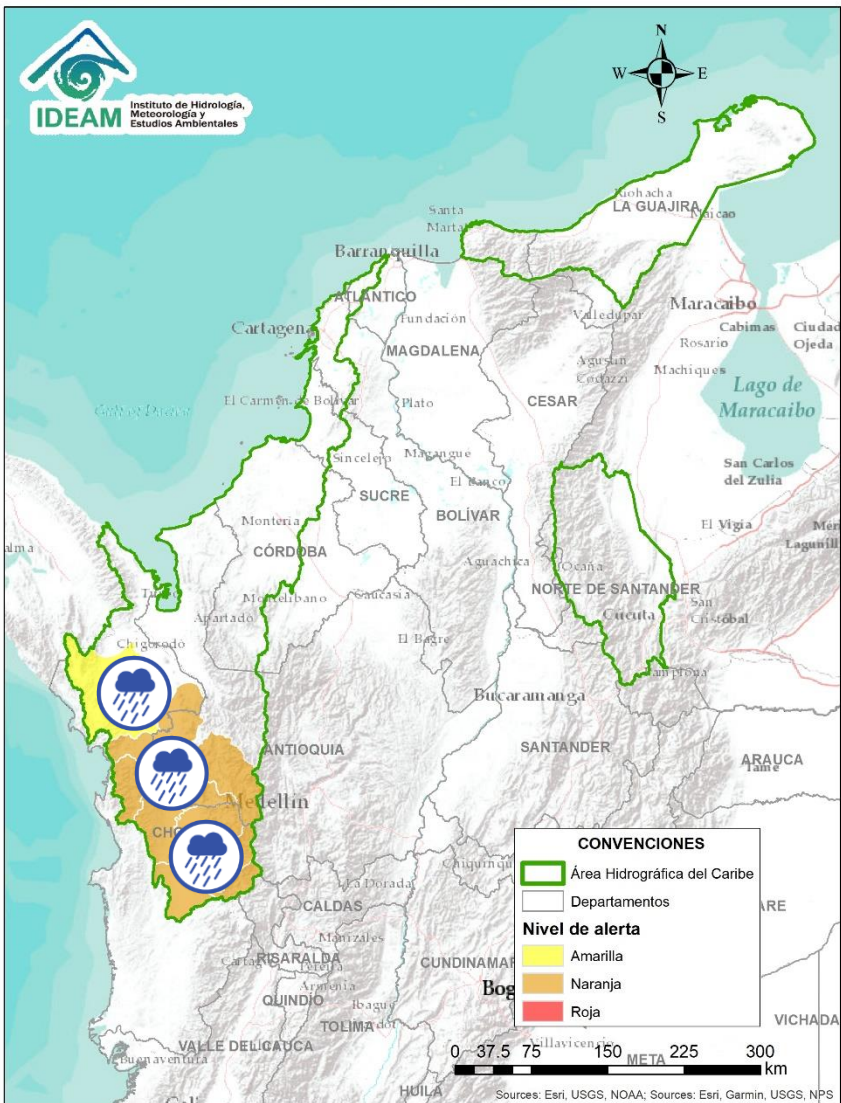 IDEAM
Instituto de Hidrología,
Meteorología y
Estudios Ambientales
N
W
E
S
Riohacha
LA GUAJIRA
Maicao
Santa
Marta
Barranquilla
ATLÁNTICO
Maracaibo
Cartagena
Fundación
Valledupar
Cabimas
Ciudad
Ojeda
Rosario
MAGDALENA
Agustín
Codazzi
Machiques
Lago de
Maracaibo
El Carmen de Bolívar
Plato
CESAR
Sincelejo
Magangué
San Carlos
del Zulia
SUCRE
El Banco
BOLÍVAR
Montería
El Vigía
CÓRDOBA
Aguachica
Ocaña
NORTE DE SANTANDER
Montelíbano
Caucasia
Apartadó
San
Cristóbal
Cúcuta
El Bagre
Chigorodó
Pamplona
Bucaramanga
ANTIOQUIA
SANTANDER
ARAUCA
Tame
Medellín
La Dorada
CALDAS
Manizales
RISARALDA
Pereira
Armenia
QUINDÍO
Ibagué
TOLIMA
VALLE DEL CAUCA
Buenaventura
HUILA
Villavicencio
META
VICHADA
CONVENCIONES
Área Hidrográfica del Caribe
Departamentos
Nivel de alerta
Amarilla
Naranja
Roja
0 37.5 75 150 225 300
km
Sources: Esri, USGS, NOAA; Sources: Esri, Garmin, USGS, NPS